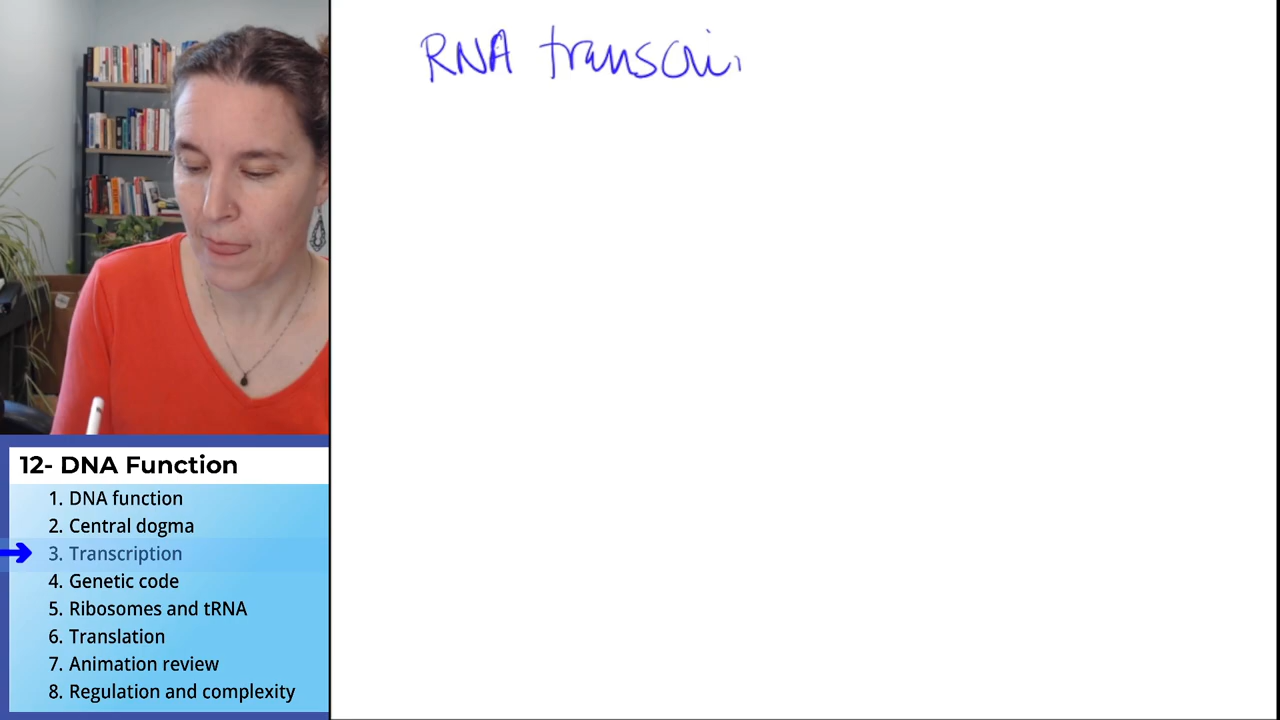 RNA transcri
12- DNA Function
1. DNA function
2. Central dogma
3. Transcription
4. Genetic code
5. Ribosomes and tRNA
6. Translation
7. Animation review
8. Regulation and complexity